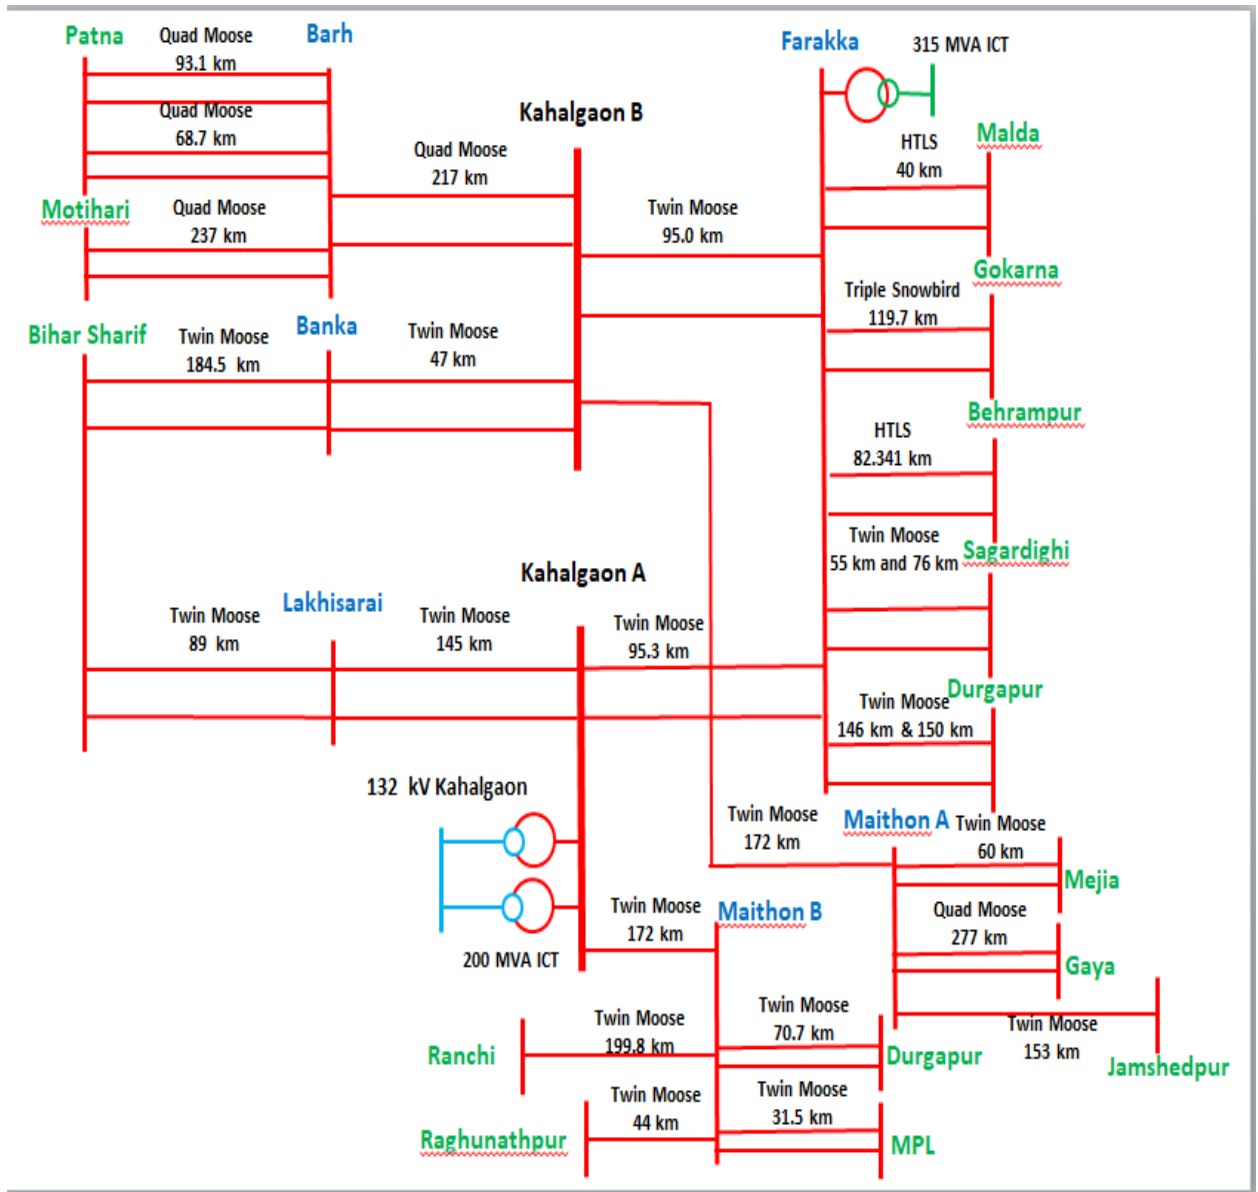 Patna
Quad Moose
93.1 km
Barh
Farakka
315 MVA ICT
Quad Moose
68.7 km
Kahalgaon B
Malda
HTLS
40 km
Quad Moose
217 km
Motihari
Quad Moose
237 km
Twin Moose
95.0 km
Gokarna
Triple Snowbird
119.7 km
Bihar Sharif
Twin Moose
184.5 km
Banka
Twin Moose
47 km
Behrampur
HTLS
82.341 km
Twin Moose
55 km and 76 km
Sagardighi
Kahalgaon A
Twin Moose
89 km
Lakhisarai
Twin Moose
145 km
Twin Moose
95.3 km
Durgapur
Twin Moose
146 km & 150 km
132 kV Kahalgaon
Twin Moose
172 km
Maithon A
Twin Moose
60 km
Mejia
Twin Moose
172 km
Maithon B
Quad Moose
277 km
200 MVA ICT
Gaya
Twin Moose
199.8 km
Twin Moose
70.7 km
Twin Moose
153 km
Ranchi
Durgapur
Jamshedpur
Twin Moose
44 km
Twin Moose
31.5 km
Raghunathpur
MPL